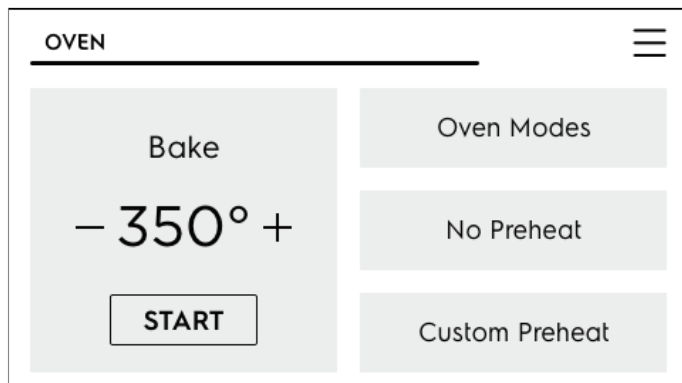 OVEN
Bake
− 350° +
START
Oven Modes
No Preheat
Custom Preheat